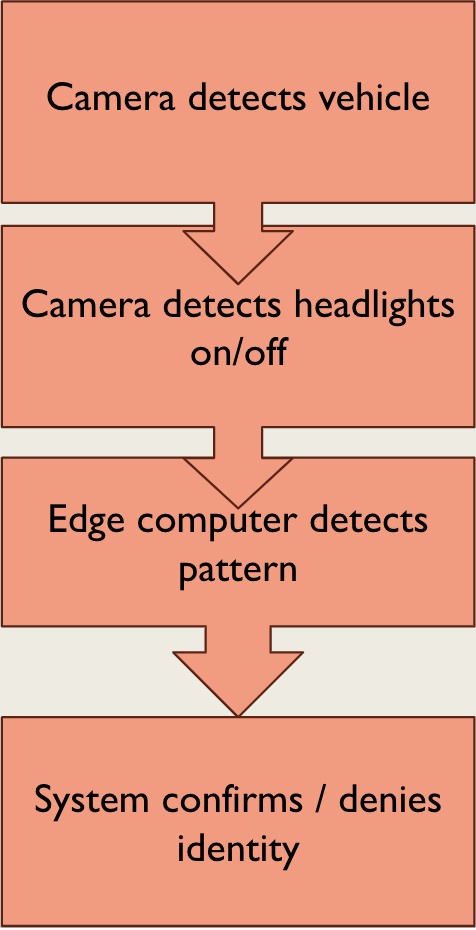 Camera detects vehicle
Camera detects headlights
on/off
Edge computer detects
pattern
System confirms / denies
identity